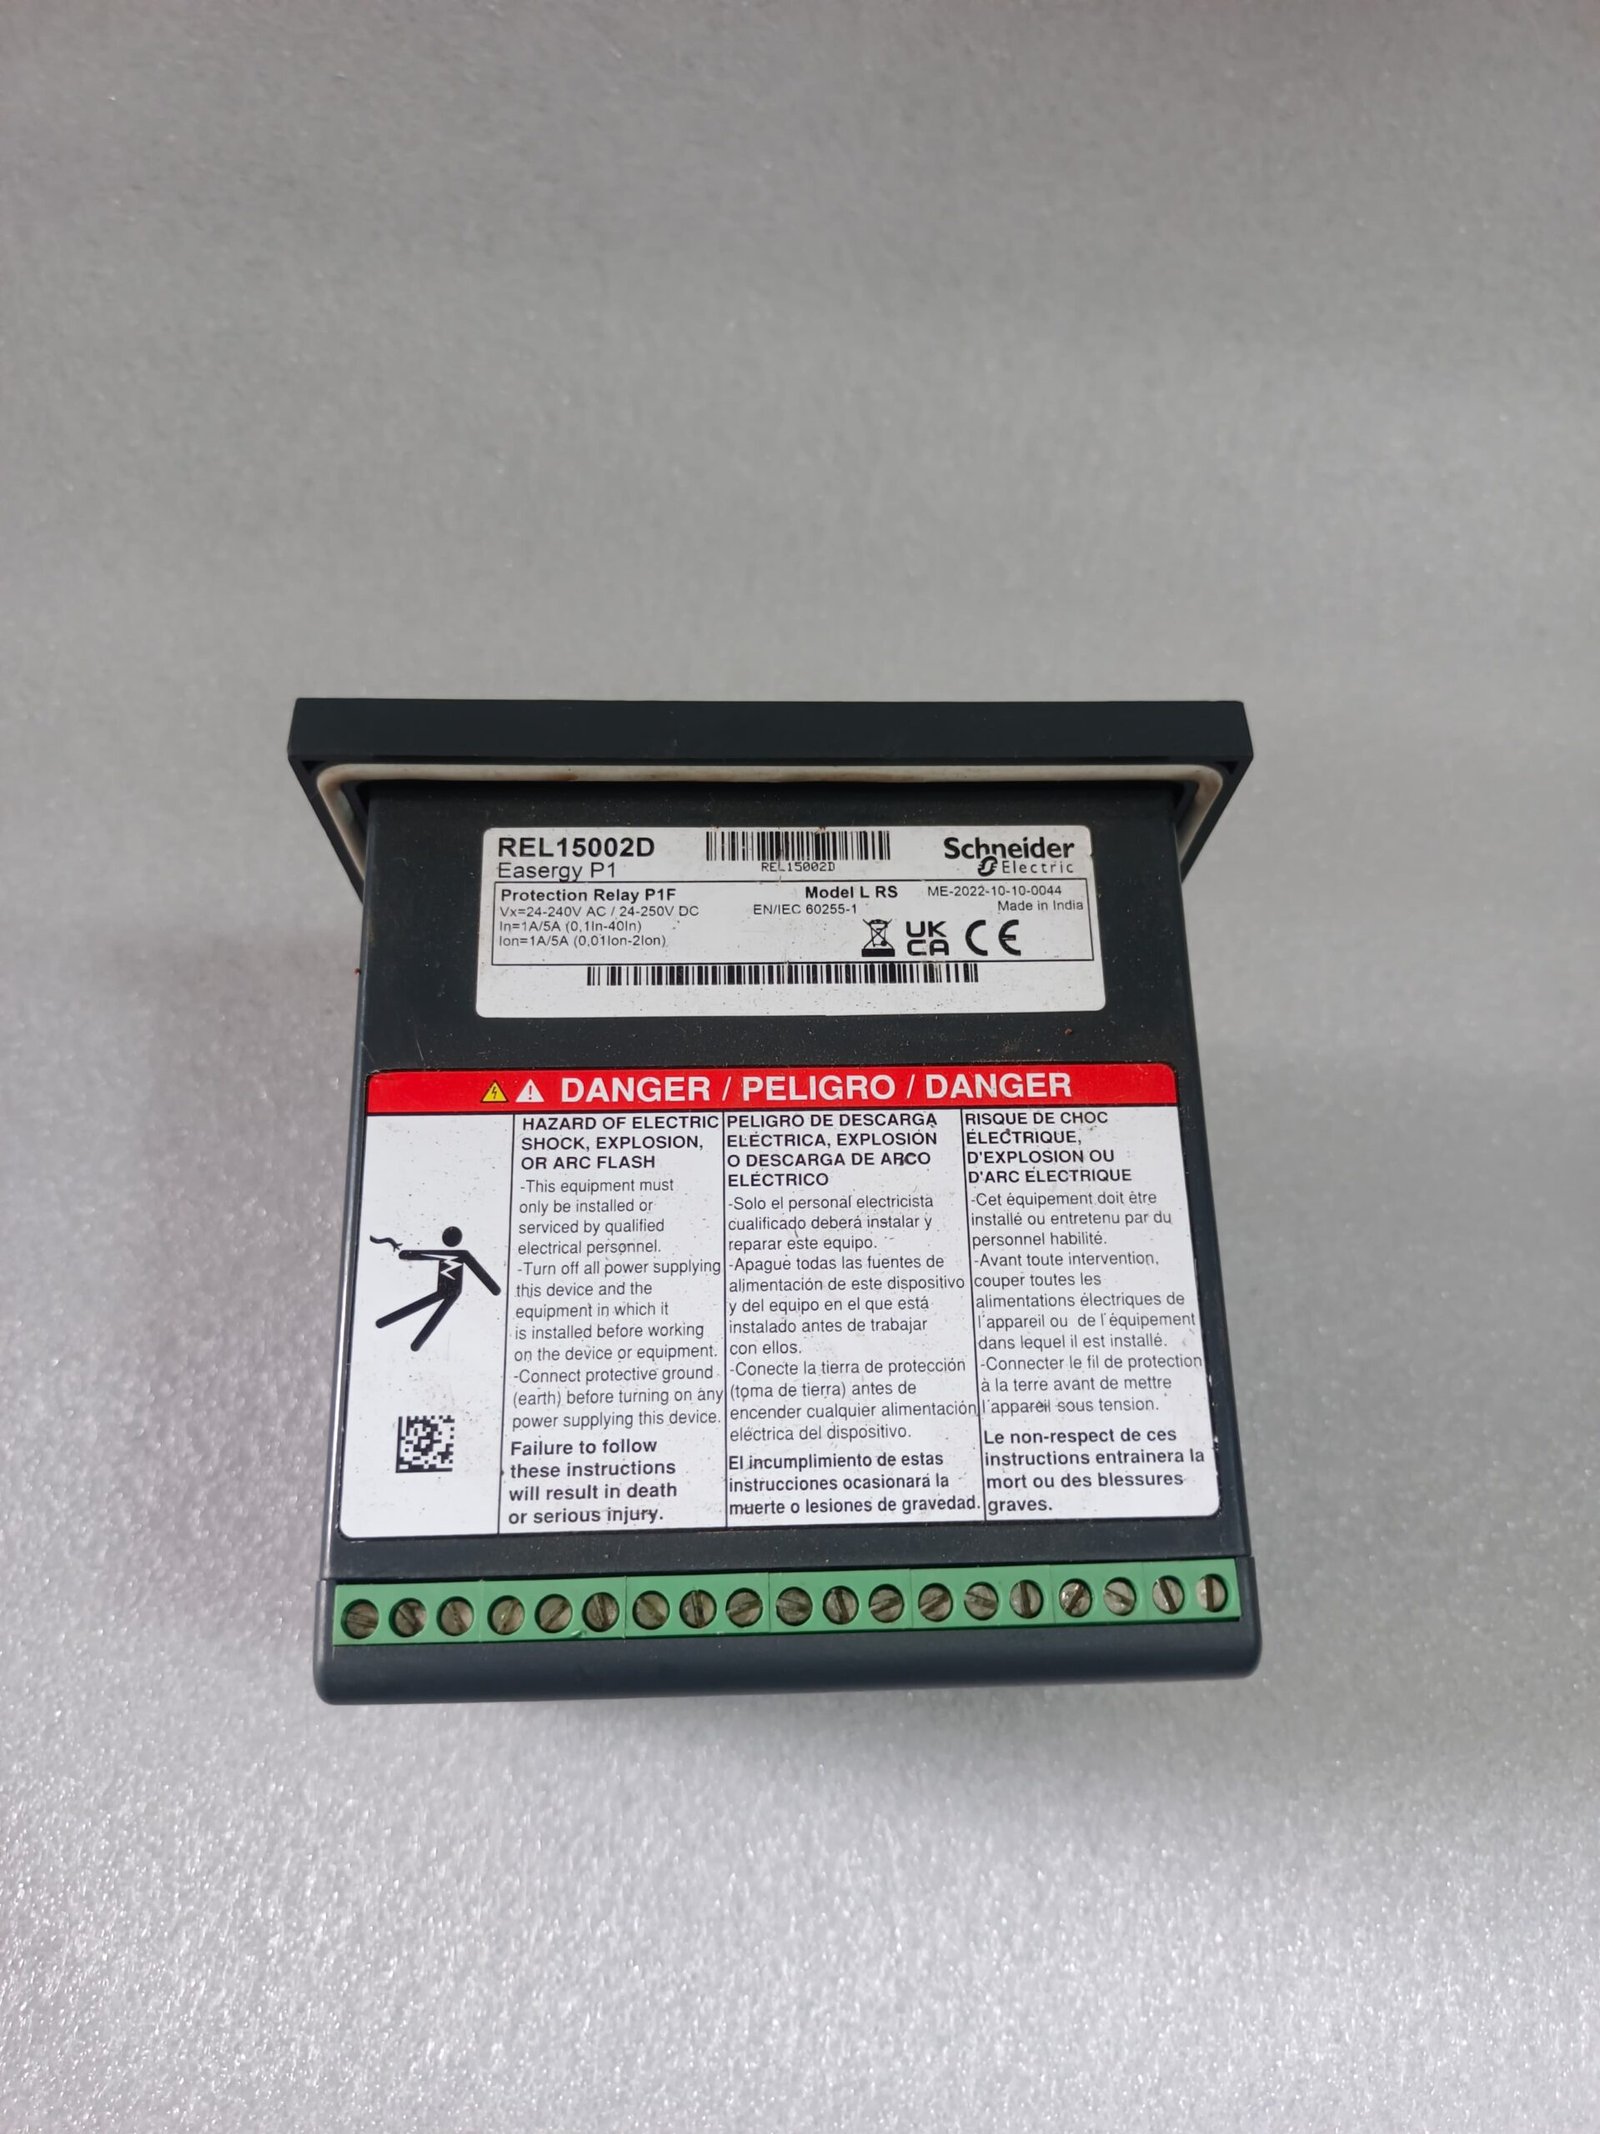 REL15002D
Easergy P1
REL15002D
Schneider
Electric
Protection Relay P1F
Model L RS
ME-2022-10-10-0044
Vx=24-240V AC / 24-250V DC
EN/IEC 60255-1
Made in India
In=1A/5A (0,1In-40In)
Ion=1A/5A (0,01Ion-2Ion)
UK
CA
CE
DANGER / PELIGRO / DANGER
HAZARD OF ELECTRIC
SHOCK, EXPLOSION,
OR ARC FLASH
-This equipment must
only be installed or
serviced by qualified
electrical personnel.
-Turn off all power supplying
this device and the
equipment in which it
is installed before working
on the device or equipment.
-Connect protective ground
(earth) before turning on any
power supplying this device.
Failure to follow
these instructions
will result in death
or serious injury.
PELIGRO DE DESCARGA
ELÉCTRICA, EXPLOSIÓN
O DESCARGA DE ARCO
ELÉCTRICO
-Solo el personal electricista
cualificado deberá instalar y
reparar este equipo.
-Apague todas las fuentes de
alimentación de este dispositivo
y del equipo en el que está
instalado antes de trabajar
con ellos.
-Conecte la tierra de protección
(toma de tierra) antes de
encender cualquier alimentación
eléctrica del dispositivo.
El incumplimiento de estas
instrucciones ocasionará la
muerte o lesiones de gravedad.
RISQUE DE CHOC
ÉLECTRIQUE,
D'EXPLOSION OU
D'ARC ÉLECTRIQUE
-Cet équipement doit être
installé ou entretenu par du
personnel habilité.
-Avant toute intervention,
couper toutes les
alimentations électriques de
l'appareil ou de l'équipement
dans lequel il est installé.
-Connecter le fil de protection
à la terre avant de mettre
l'appareil sous tension.
Le non-respect de ces
instructions entrainera la
mort ou des blessures
graves.